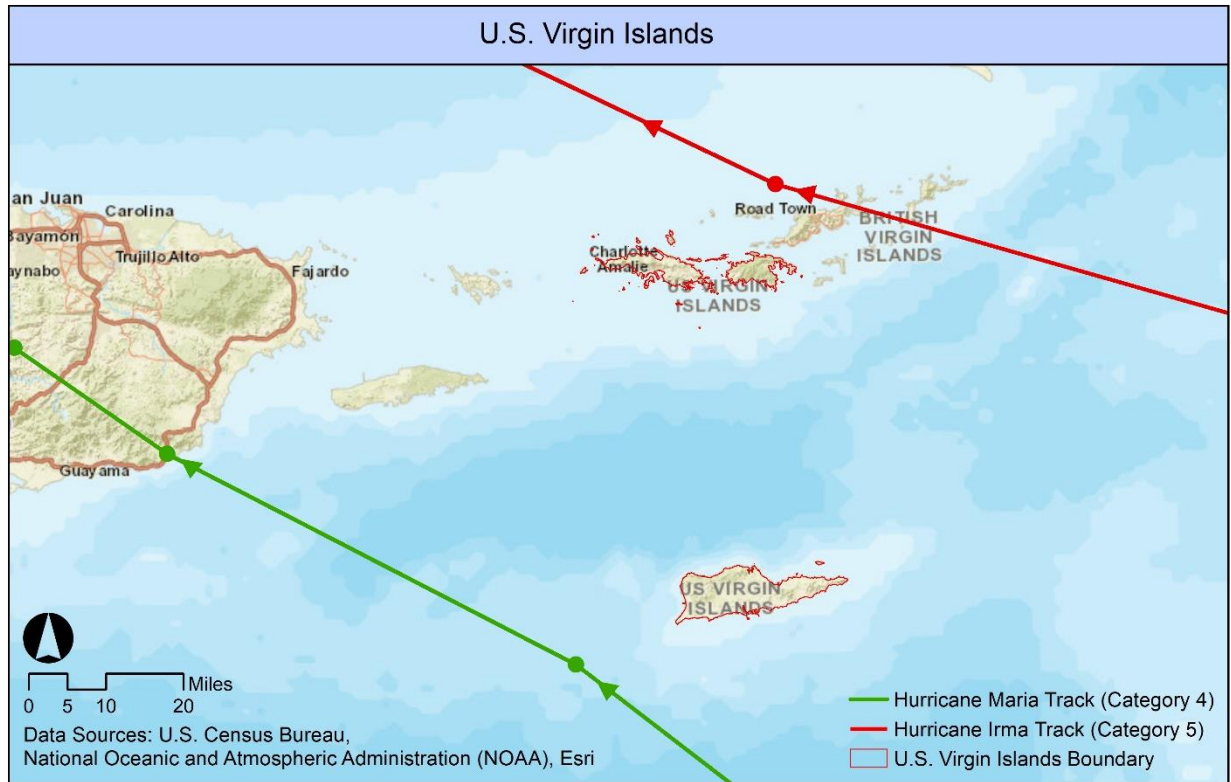 U.S. Virgin Islands
an Juan
Carolina
Bayamón
Trujillo Alto
aynabo
Fajardo
Guayama
Road Town
BRITISH
VIRGIN
ISLANDS
Charlotte
Amalie
US VIRGIN
ISLANDS
US VIRGIN
ISLANDS
Miles
0 5 10 20
Data Sources: U.S. Census Bureau,
National Oceanic and Atmospheric Administration (NOAA), Esri
Hurricane Maria Track (Category 4)
Hurricane Irma Track (Category 5)
U.S. Virgin Islands Boundary